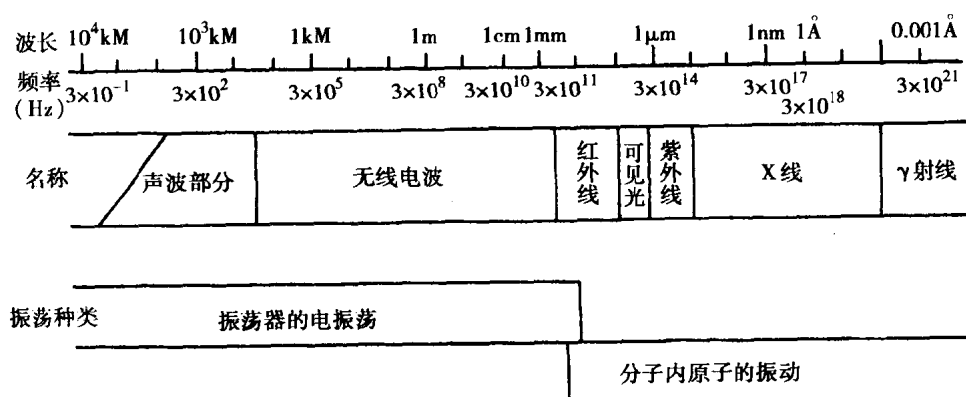 波长 10⁴kM 10³kM 1kM 1m 1cm 1mm 1μm 1nm 1Å 0.001Å
频率 3×10⁻¹ 3×10² 3×10⁵ 3×10⁸ 3×10¹⁰ 3×10¹¹ 3×10¹⁴ 3×10¹⁷ 3×10²¹
(Hz) 3×10¹⁸
名称 声波部分 无线电波 红外线 可见光 紫外线 X线 γ射线
振荡种类 振荡器的电振荡
分子内原子的振动